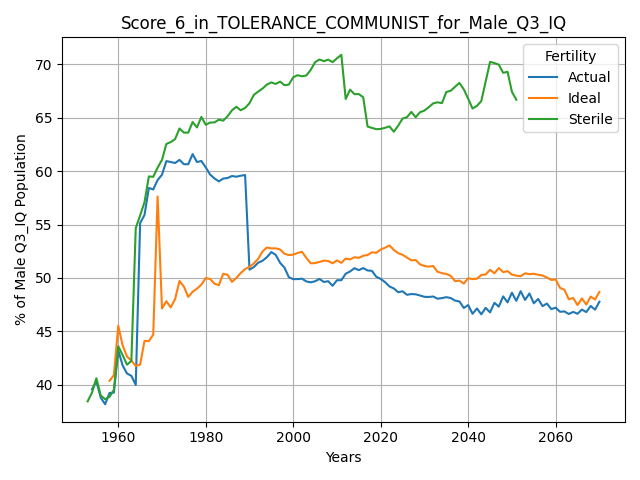 Score_6_in_TOLERANCE_COMMUNIST_for_Male_Q3_IQ
Fertility
Actual
Ideal
Sterile
% of Male Q3_IQ Population
70
65
60
55
50
45
40
1960
1980
2000
2020
2040
2060
Years